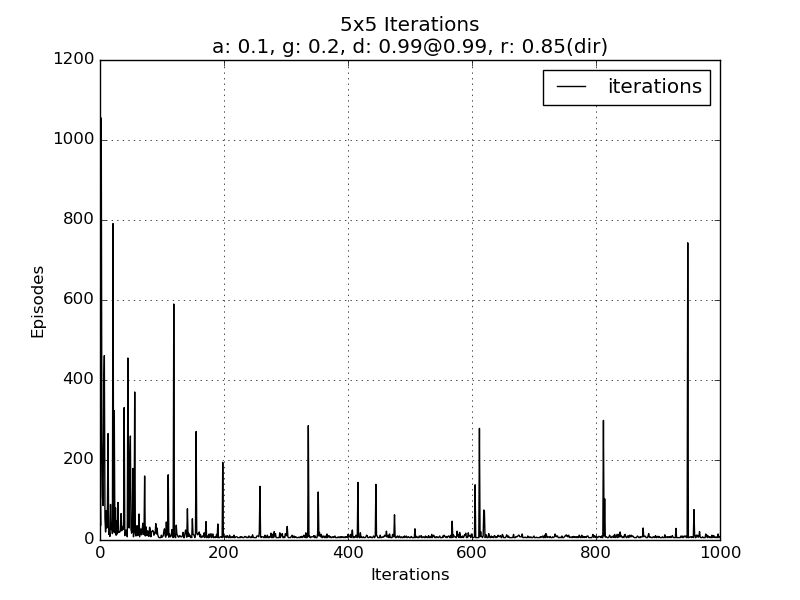 5x5 Iterations
a: 0.1, g: 0.2, d: 0.99@0.99, r: 0.85(dir)
1200
iterations
1000
800
600
400
200
0
Episodes
0 200 400 600 800 1000
Iterations